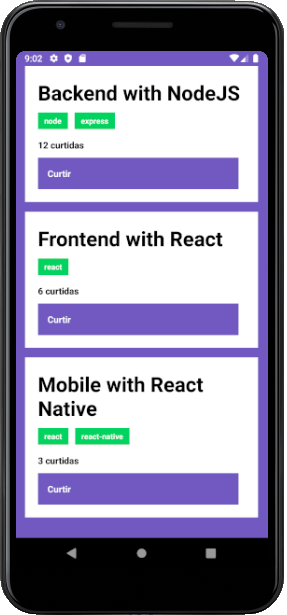 9:02
Backend with NodeJS
node express
12 curtidas
Curtir
Frontend with React
react
6 curtidas
Curtir
Mobile with React
Native
react react-native
3 curtidas
Curtir